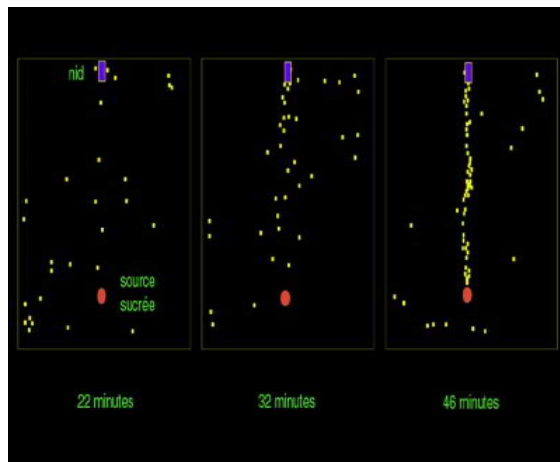 nid
source
sucrée
22 minutes
32 minutes
46 minutes